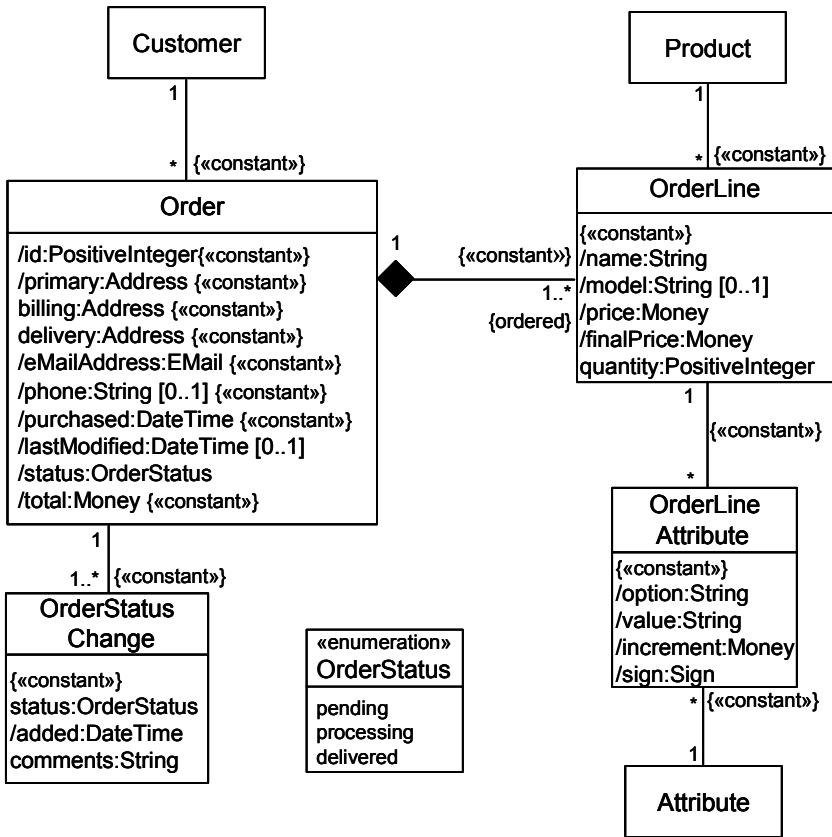 Customer
1
* {«constant»}
Order
/id:PositiveInteger{«constant»}
/primary:Address {«constant»}
billing:Address {«constant»}
delivery:Address {«constant»}
/eMailAddress:EMail {«constant»}
/phone:String [0..1] {«constant»}
/purchased:DateTime {«constant»}
/lastModified:DateTime [0..1]
/status:OrderStatus
/total:Money {«constant»}
1
{«constant»}
1..*
{ordered}
Product
1
* {«constant»}
OrderLine
{«constant»}
/name:String
/model:String [0..1]
/price:Money
/finalPrice:Money
quantity:PositiveInteger
1
{«constant»}
*
OrderLine
Attribute
{«constant»}
/option:String
/value:String
/increment:Money
/sign:Sign
* {«constant»}
1
Attribute
1
1..* {«constant»}
OrderStatus
Change
{«constant»}
status:OrderStatus
/added:DateTime
comments:String
«enumeration»
OrderStatus
pending
processing
delivered